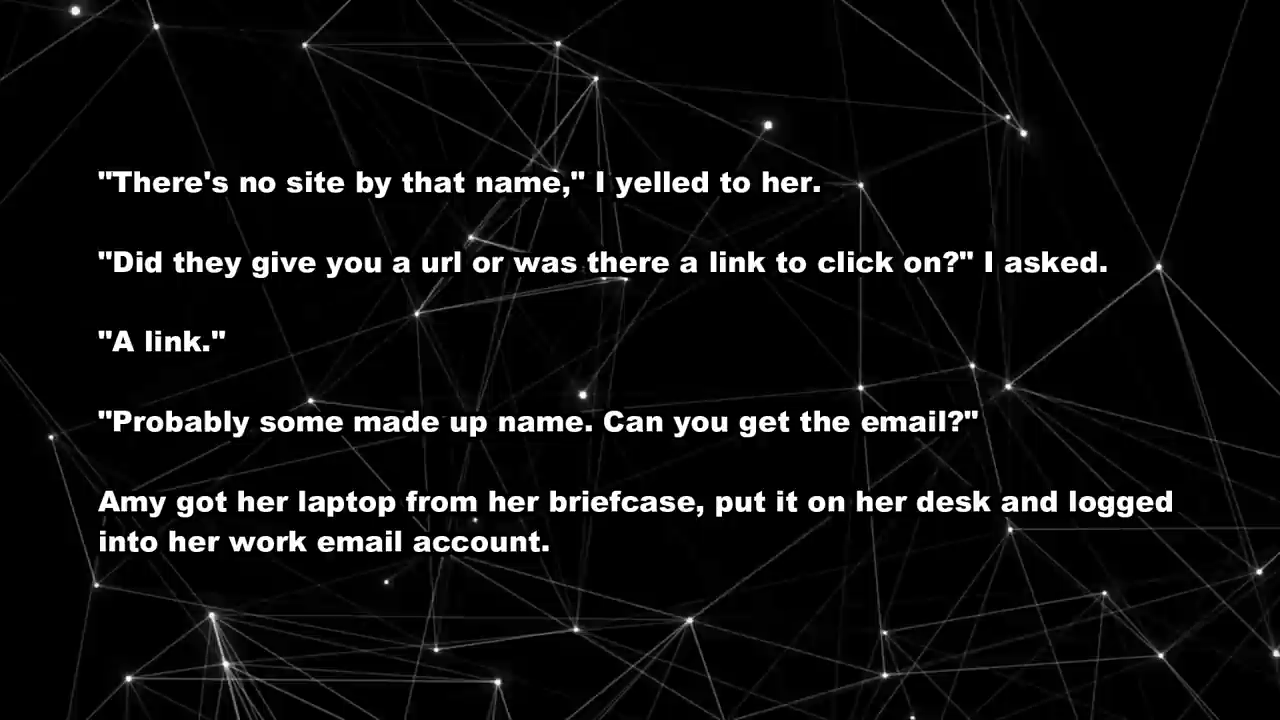 "There's no site by that name," I yelled to her.
"Did they give you a url or was there a link to click on?" I asked.
"A link."
"Probably some made up name. Can you get the email?"
Amy got her laptop from her briefcase, put it on her desk and logged
into her work email account.